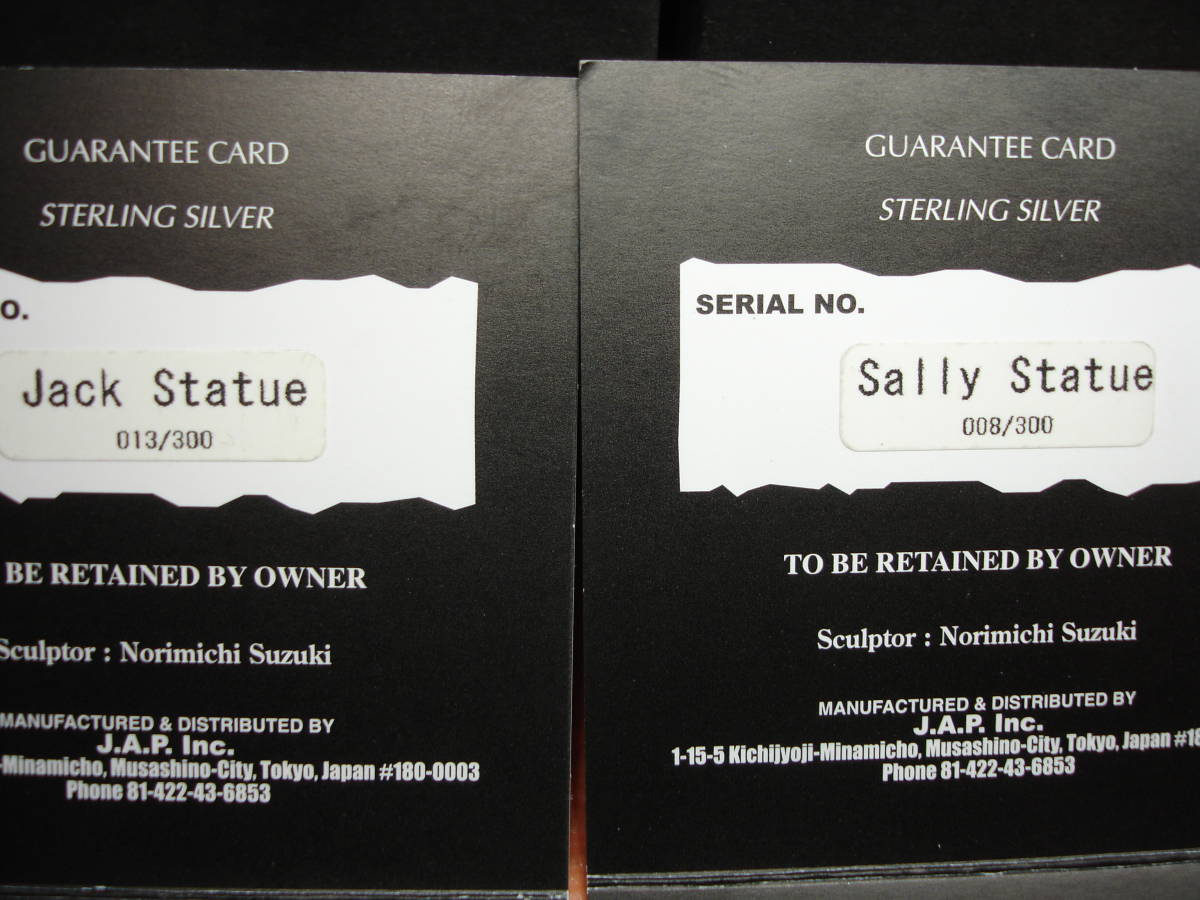 GUARANTEE CARD
STERLING SILVER
O.
Jack Statue
013/300
BE RETAINED BY OWNER
Sculptor : Norimichi Suzuki
MANUFACTURED & DISTRIBUTED BY
J.A.P. Inc.
-Minamicho, Musashino-City, Tokyo, Japan #180-0003
Phone 81-422-43-6853
GUARANTEE CARD
STERLING SILVER
SERIAL NO.
Sally Statue
008/300
TO BE RETAINED BY OWNER
Sculptor : Norimichi Suzuki
MANUFACTURED & DISTRIBUTED BY
J.A.P. Inc.
1-15-5 Kichijyoji-Minamicho, Musashino-City, Tokyo, Japan #18
Phone 81-422-43-6853